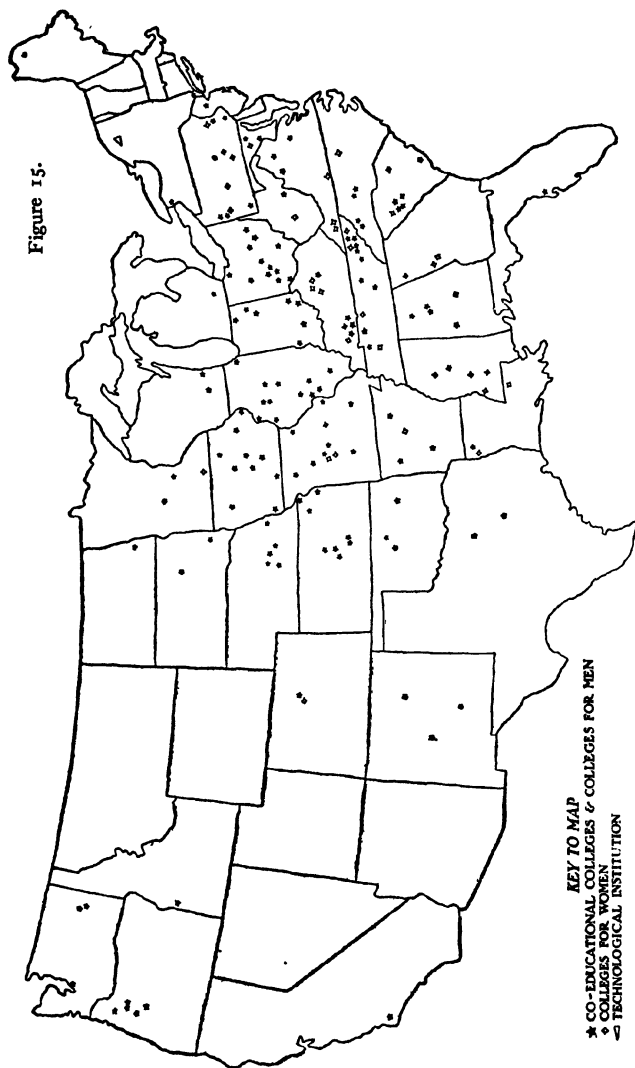 Figure 15.
KEY TO MAP
★ CO-EDUCATIONAL COLLEGES & COLLEGES FOR MEN
✧ COLLEGES FOR WOMEN
◁ TECHNOLOGICAL INSTITUTION